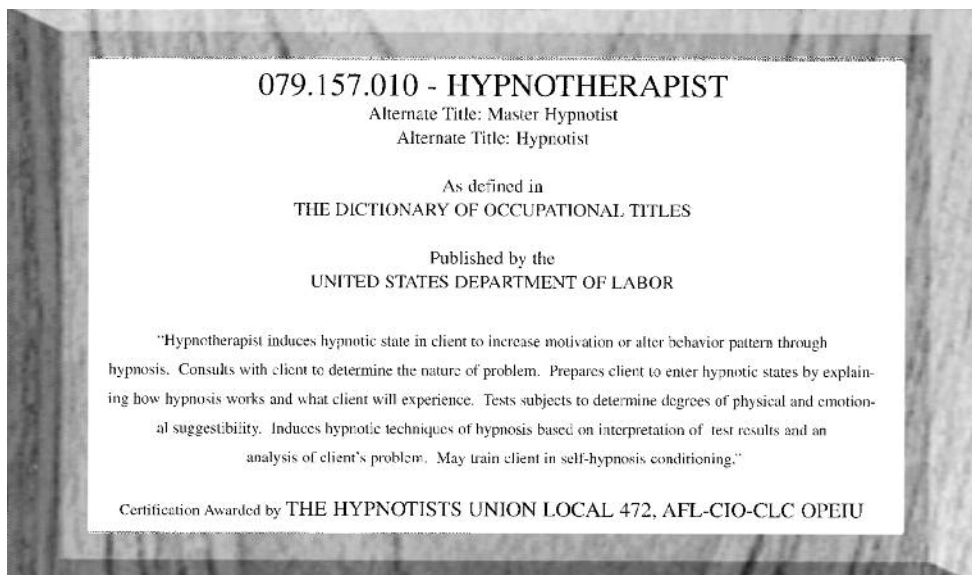 079.157.010 - HYPNOTHERAPIST
Alternate Title: Master Hypnotist
Alternate Title: Hypnotist
As defined in
THE DICTIONARY OF OCCUPATIONAL TITLES
Published by the
UNITED STATES DEPARTMENT OF LABOR
"Hypnotherapist induces hypnotic state in client to increase motivation or alter behavior pattern through
hypnosis. Consults with client to determine the nature of problem. Prepares client to enter hypnotic states by explain-
ing how hypnosis works and what client will experience. Tests subjects to determine degrees of physical and emotion-
al suggestibility. Induces hypnotic techniques of hypnosis based on interpretation of test results and an
analysis of client's problem. May train client in self-hypnosis conditioning."
Certification Awarded by THE HYPNOTISTS UNION LOCAL 472, AFL-CIO-CLC OPEIU